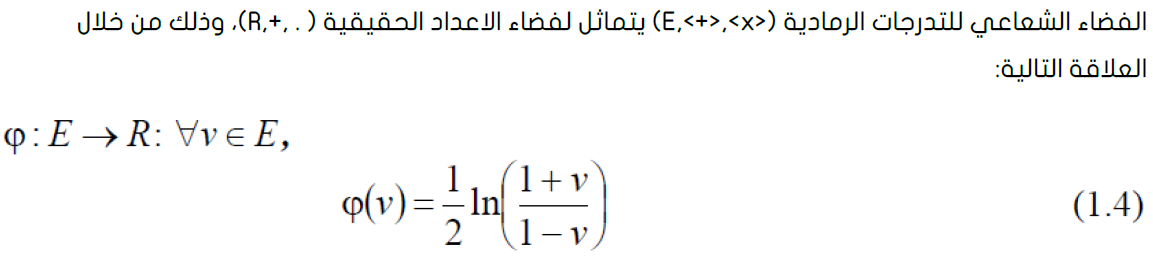 الفضاء الشعاعي للتدرجات الرمادية (E,<+>,<x>) يتماثل لفضاء الاعداد الحقيقية ( . ,+,R)، وذلك من خلال
العلاقة التالية:
φ : E → R: ∀v ∈ E,
φ(v) = 1/2 ln((1 + v)/(1 − v)) (1.4)